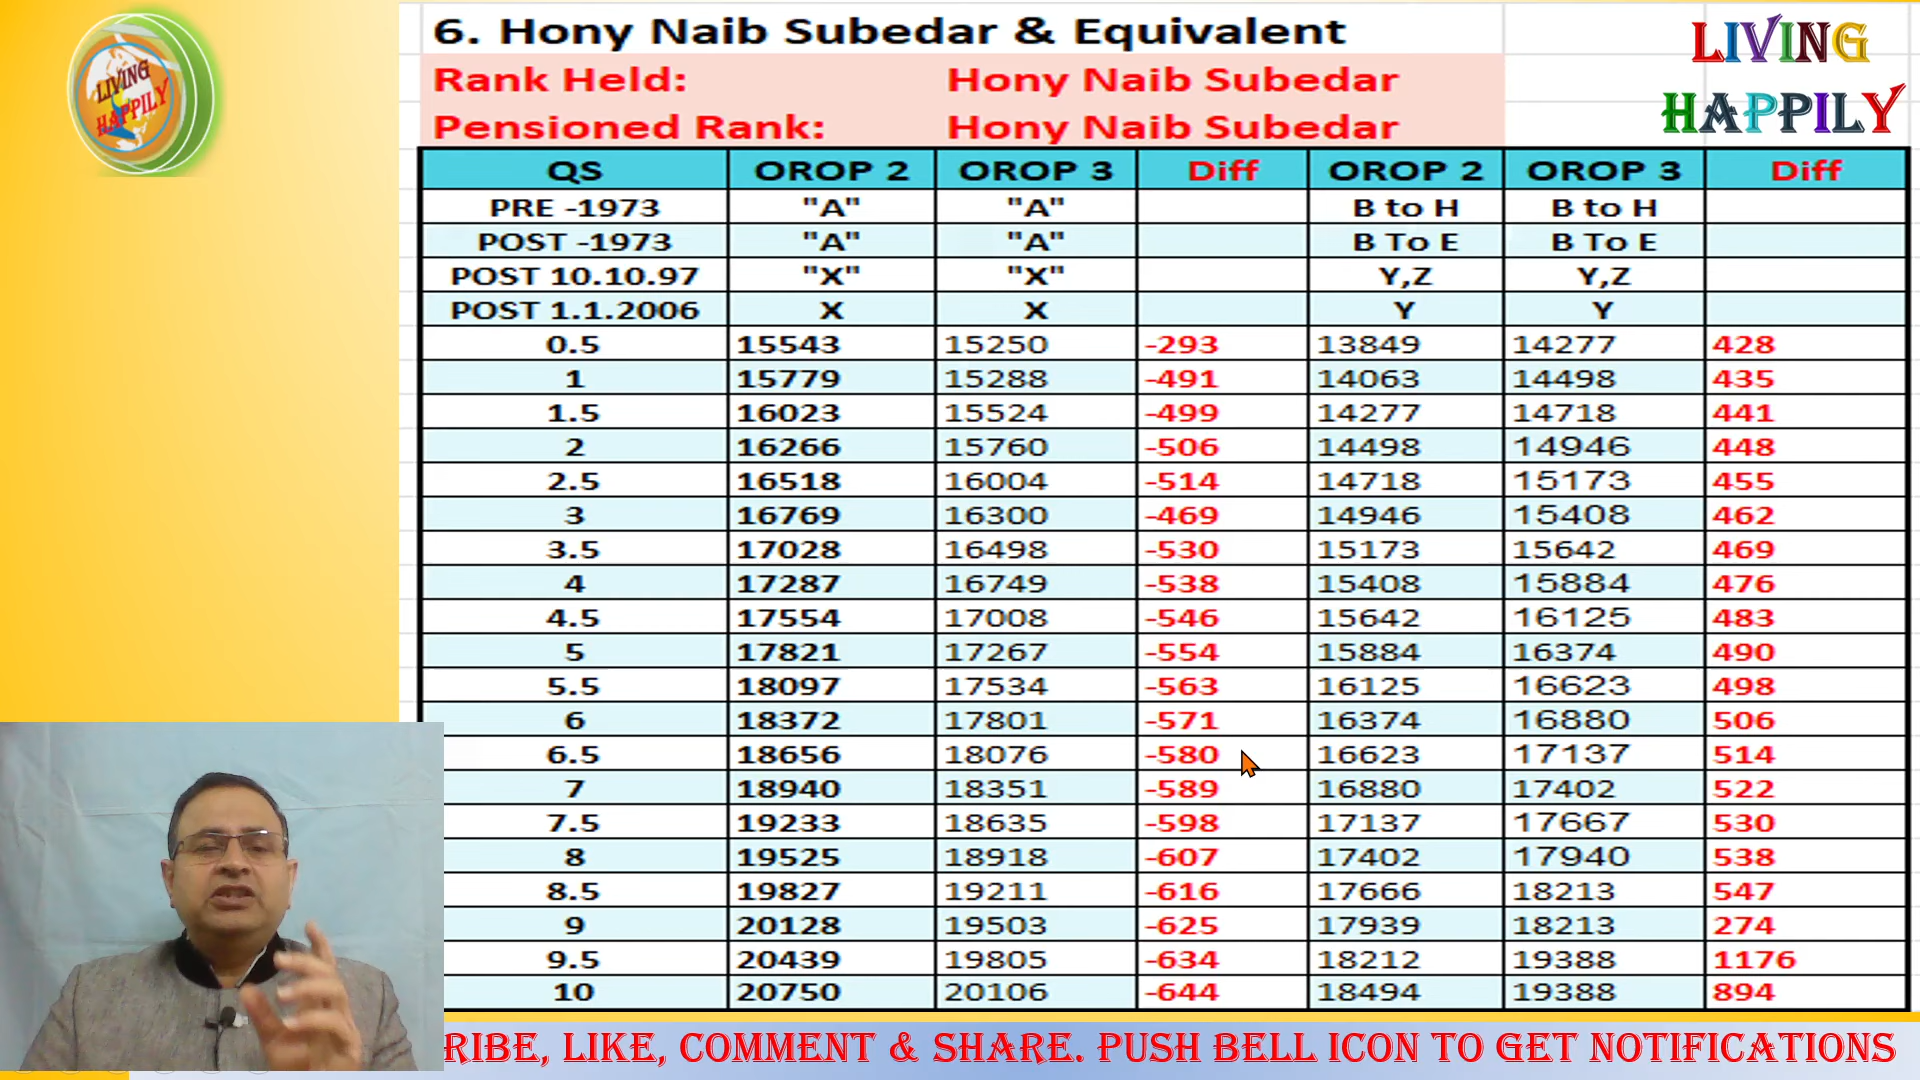 6. Hony Naib Subedar & Equivalent
LIVING
HAPPILY
LIVING
HAPPILY
Rank Held: Hony Naib Subedar
Pensioned Rank: Hony Naib Subedar
QS OROP 2 OROP 3 Diff OROP 2 OROP 3 Diff
PRE -1973 "A" "A" B to H B to H
POST -1973 "A" "A" B To E B To E
POST 10.10.97 "X" "X" Y,Z Y,Z
POST 1.1.2006 X X Y Y
0.5 15543 15250 -293 13849 14277 428
1 15779 15288 -491 14063 14498 435
1.5 16023 15524 -499 14277 14718 441
2 16266 15760 -506 14498 14946 448
2.5 16518 16004 -514 14718 15173 455
3 16769 16300 -469 14946 15408 462
3.5 17028 16498 -530 15173 15642 469
4 17287 16749 -538 15408 15884 476
4.5 17554 17008 -546 15642 16125 483
5 17821 17267 -554 15884 16374 490
5.5 18097 17534 -563 16125 16623 498
6 18372 17801 -571 16374 16880 506
6.5 18656 18076 -580 16623 17137 514
7 18940 18351 -589 16880 17402 522
7.5 19233 18635 -598 17137 17667 530
8 19525 18918 -607 17402 17940 538
8.5 19827 19211 -616 17666 18213 547
9 20128 19503 -625 17939 18213 274
9.5 20439 19805 -634 18212 19388 1176
10 20750 20106 -644 18494 19388 894
RIBE, LIKE, COMMENT & SHARE. PUSH BELL ICON TO GET NOTIFICATIONS